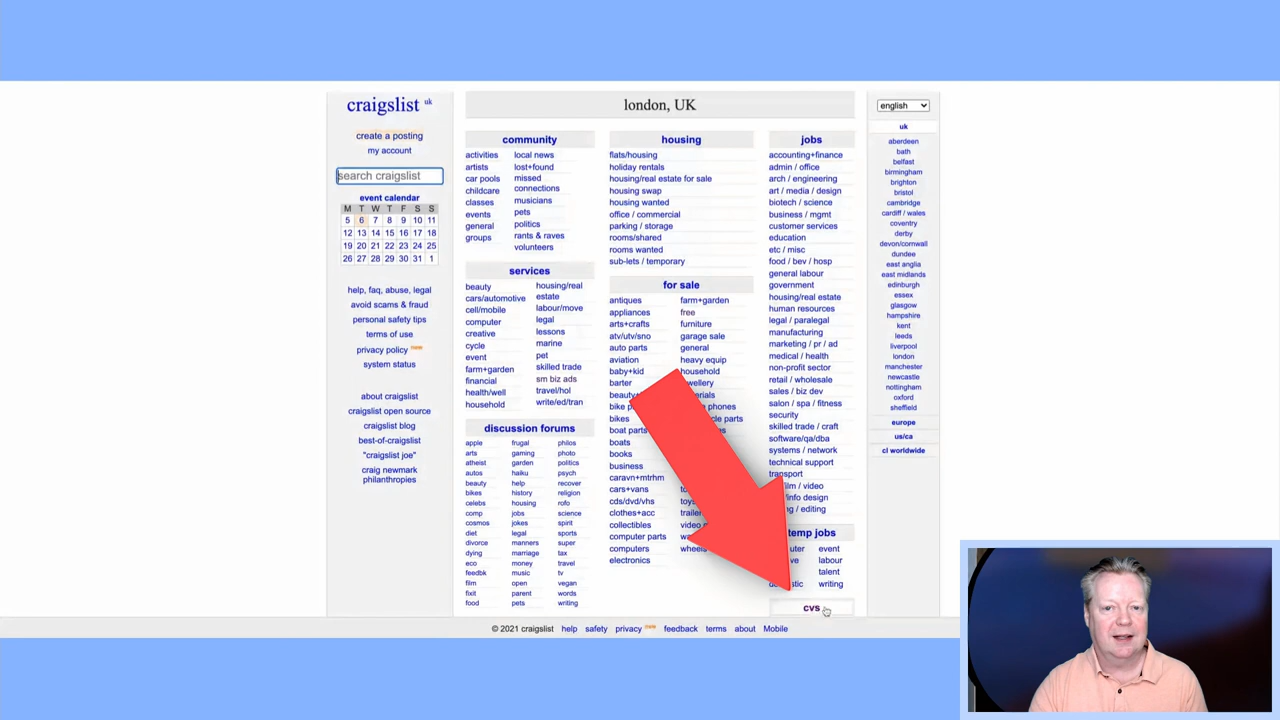 craigslist uk
create a posting
my account
search craigslist
event calendar
M T W T F S S
5 6 7 8 9 10 11
12 13 14 15 16 17 18
19 20 21 22 23 24 25
26 27 28 29 30 31 1
help, faq, abuse, legal
avoid scams & fraud
personal safety tips
terms of use
privacy policy new
system status
about craigslist
craigslist open source
craigslist blog
best-of-craigslist
"craigslist joe"
craig newmark
philanthropies
london, UK
community
activities
artists
car pools
childcare
classes
events
general
groups
local news
lost+found
missed
connections
musicians
pets
politics
rants & raves
volunteers
services
beauty
cars/automotive
cell/mobile
computer
creative
cycle
event
farm+garden
financial
health/well
household
housing/real
estate
labour/move
legal
lessons
marine
pet
skilled trade
sm biz ads
travel/hol
write/ed/tran
discussion forums
apple
arts
atheist
autos
beauty
bikes
celebs
comp
cosmos
diet
divorce
dying
eco
feedbk
film
fixit
food
frugal
gaming
garden
haiku
help
history
housing
jobs
jokes
legal
manners
marriage
money
music
open
parent
pets
philos
photo
politics
psych
recover
religion
rofo
science
spirit
sports
super
tax
travel
tv
vegan
words
writing
housing
flats/housing
holiday rentals
housing/real estate for sale
housing swap
housing wanted
office / commercial
parking / storage
rooms/shared
rooms wanted
sub-lets / temporary
for sale
antiques
appliances
arts+crafts
atv/utv/sno
auto parts
aviation
baby+kid
barter
bikes
boat parts
boats
books
business
caravn+mtrhm
cars+vans
cds/dvd/vhs
clothes+acc
collectibles
computer parts
computers
electronics
farm+garden
free
furniture
garage sale
general
heavy equip
household
phones
parts
jobs
accounting+finance
admin / office
arch / engineering
art / media / design
biotech / science
business / mgmt
customer services
education
etc / misc
food / bev / hosp
general labour
government
housing/real estate
human resources
legal / paralegal
manufacturing
marketing / pr / ad
medical / health
non-profit sector
retail / wholesale
sales / biz dev
salon / spa / fitness
security
skilled trade / craft
software/qa/dba
systems / network
technical support
transport
film / video
info design
/ editing
temp jobs
event
labour
talent
writing
cvs
english
uk
aberdeen
bath
belfast
birmingham
brighton
bristol
cambridge
cardiff / wales
coventry
derby
devon/cornwall
dundee
east anglia
east midlands
edinburgh
essex
glasgow
hampshire
kent
leeds
liverpool
london
manchester
newcastle
nottingham
oxford
sheffield
europe
us/ca
cl worldwide
© 2021 craigslist help safety privacy new feedback terms about Mobile